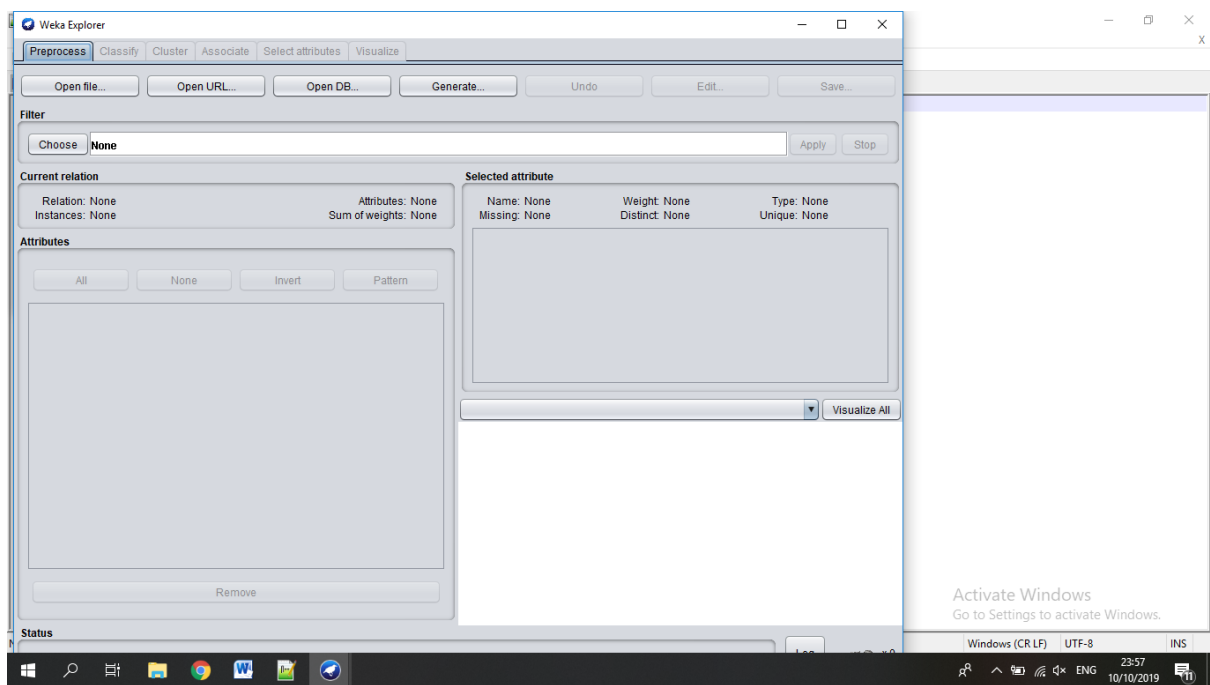 Weka Explorer
X
Preprocess Classify Cluster Associate Select attributes Visualize
Open file... Open URL... Open DB... Generate... Undo Edit... Save...
Filter
Choose None Apply Stop
Current relation
Relation: None Attributes: None
Instances: None Sum of weights: None
Selected attribute
Name: None Weight: None Type: None
Missing: None Distinct: None Unique: None
Attributes
All None Invert Pattern
Visualize All
Remove
Activate Windows
Go to Settings to activate Windows.
Status
Log x 0
Windows (CR LF) UTF-8 INS
ENG
23:57
10/10/2019
11